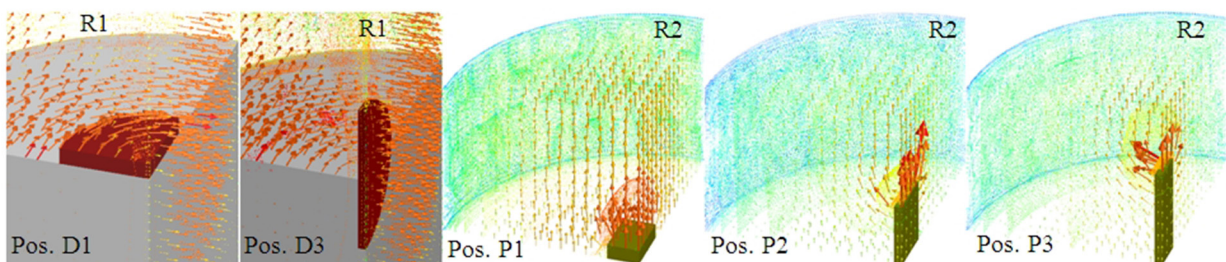 R1
R1
R2
R2
R2
Pos. D1
Pos. D3
Pos. P1
Pos. P2
Pos. P3